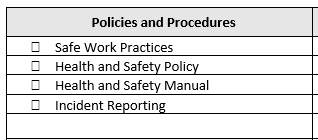 Policies and Procedures
☐ Safe Work Practices
☐ Health and Safety Policy
☐ Health and Safety Manual
☐ Incident Reporting